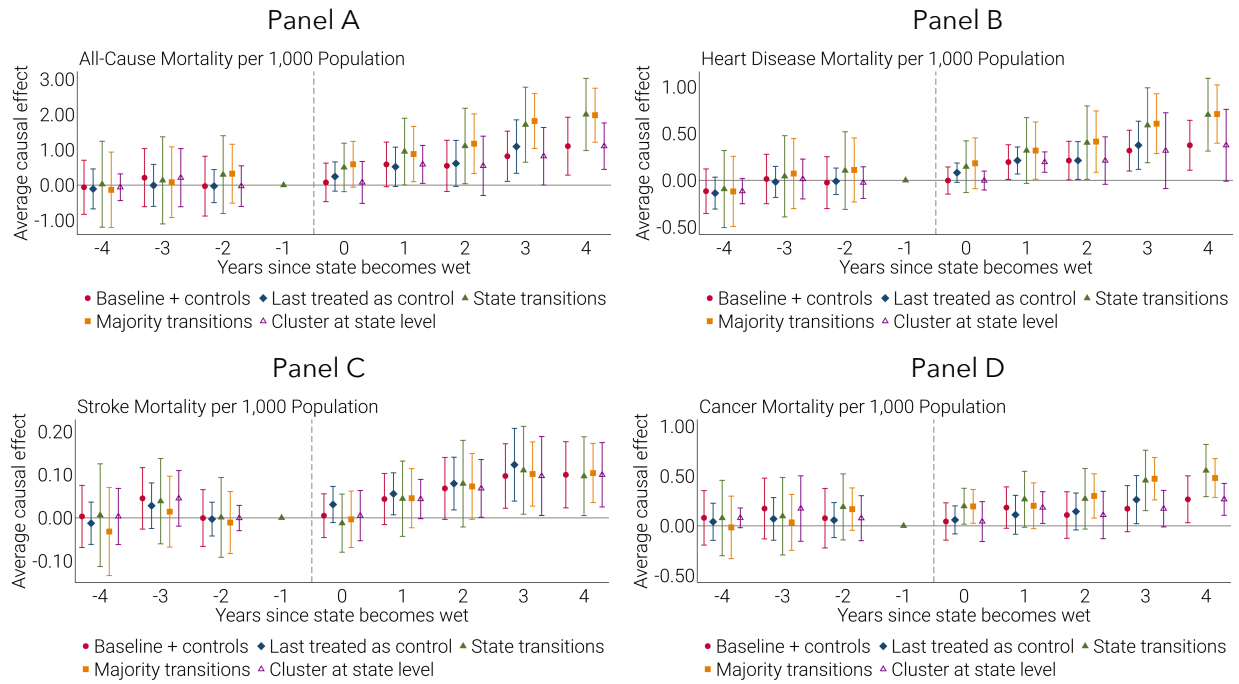 Panel A
All-Cause Mortality per 1,000 Population
Average causal effect
3.00
2.00
1.00
0.00
-1.00
-4 -3 -2 -1 0 1 2 3 4
Years since state becomes wet
Baseline + controls Last treated as control State transitions
Majority transitions Cluster at state level
Panel B
Heart Disease Mortality per 1,000 Population
Average causal effect
1.00
0.50
0.00
-0.50
-4 -3 -2 -1 0 1 2 3 4
Years since state becomes wet
Baseline + controls Last treated as control State transitions
Majority transitions Cluster at state level
Panel C
Stroke Mortality per 1,000 Population
Average causal effect
0.20
0.10
0.00
-0.10
-4 -3 -2 -1 0 1 2 3 4
Years since state becomes wet
Baseline + controls Last treated as control State transitions
Majority transitions Cluster at state level
Panel D
Cancer Mortality per 1,000 Population
Average causal effect
1.00
0.50
0.00
-0.50
-4 -3 -2 -1 0 1 2 3 4
Years since state becomes wet
Baseline + controls Last treated as control State transitions
Majority transitions Cluster at state level